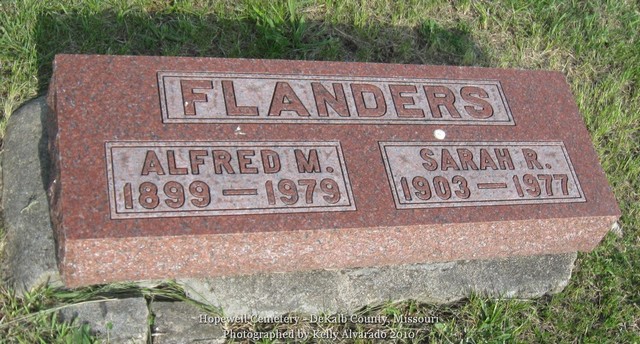 FLANDERS
ALFRED M.
1899 — 1979
SARAH R.
1903 — 1977
Hopewell Cemetery - DeKalb County, Missouri
Photographed by Kelly Alvarado 2010